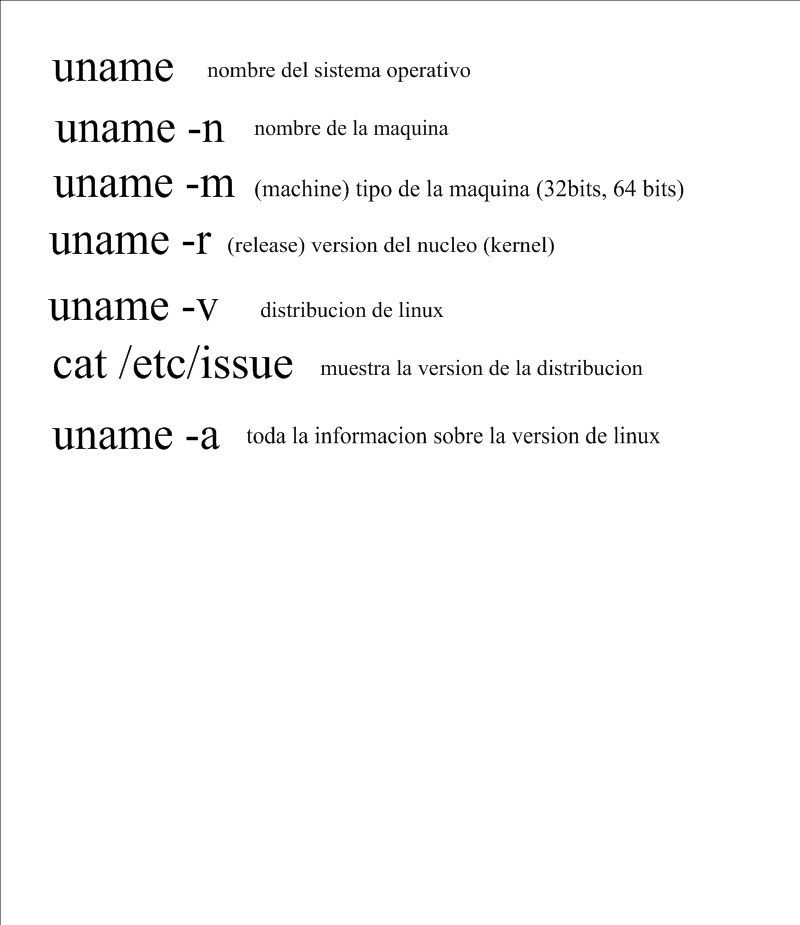 uname nombre del sistema operativo
uname -n nombre de la maquina
uname -m (machine) tipo de la maquina (32bits, 64 bits)
uname -r (release) version del nucleo (kernel)
uname -v distribucion de linux
cat /etc/issue muestra la version de la distribucion
uname -a toda la informacion sobre la version de linux